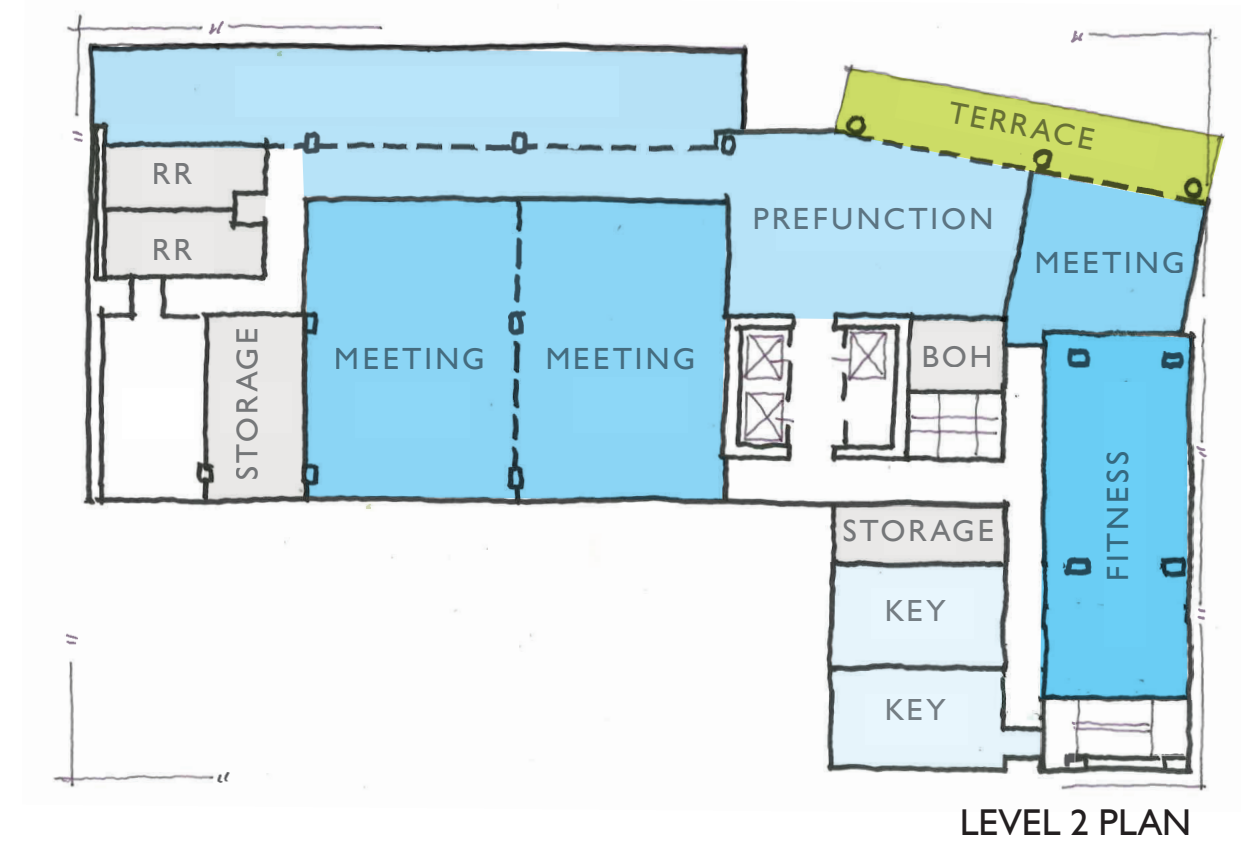 TERRACE
RR
PREFUNCTION
RR
MEETING
STORAGE
MEETING
MEETING
BOH
FITNESS
STORAGE
KEY
KEY
LEVEL 2 PLAN